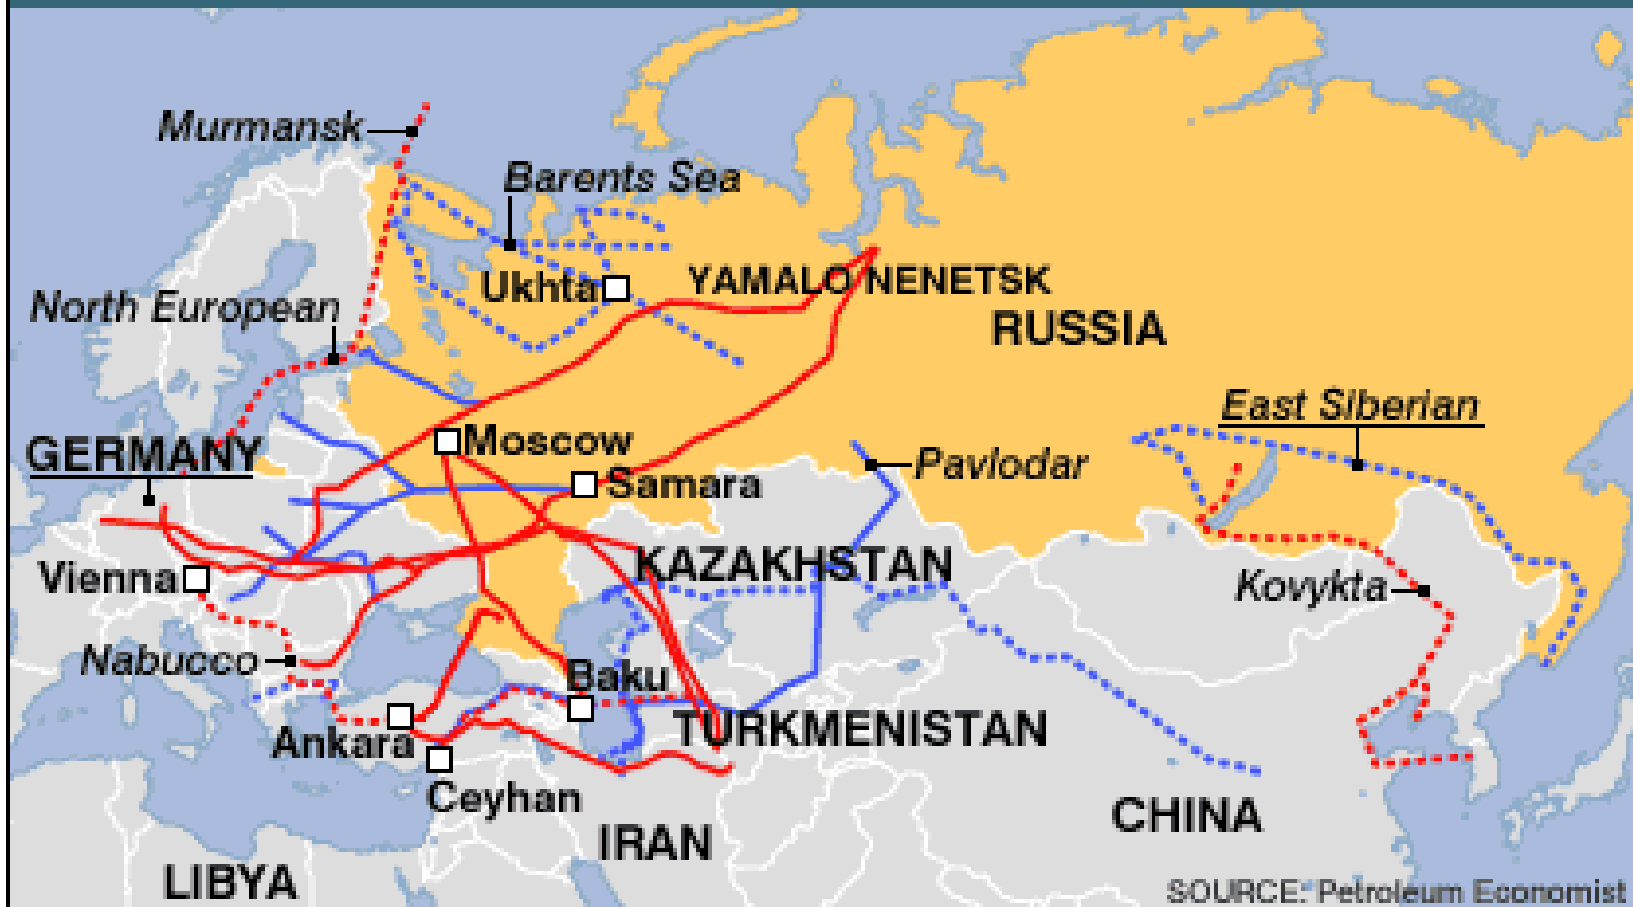 Murmansk
Barents Sea
Ukhta
YAMALO NENETSK
North European
RUSSIA
East Siberian
GERMANY
Moscow
Pavlodar
Samara
KAZAKHSTAN
Vienna
Kovykta
Nabucco
Baku
TURKMENISTAN
Ankara
Ceyhan
CHINA
IRAN
LIBYA
SOURCE: Petroleum Economist